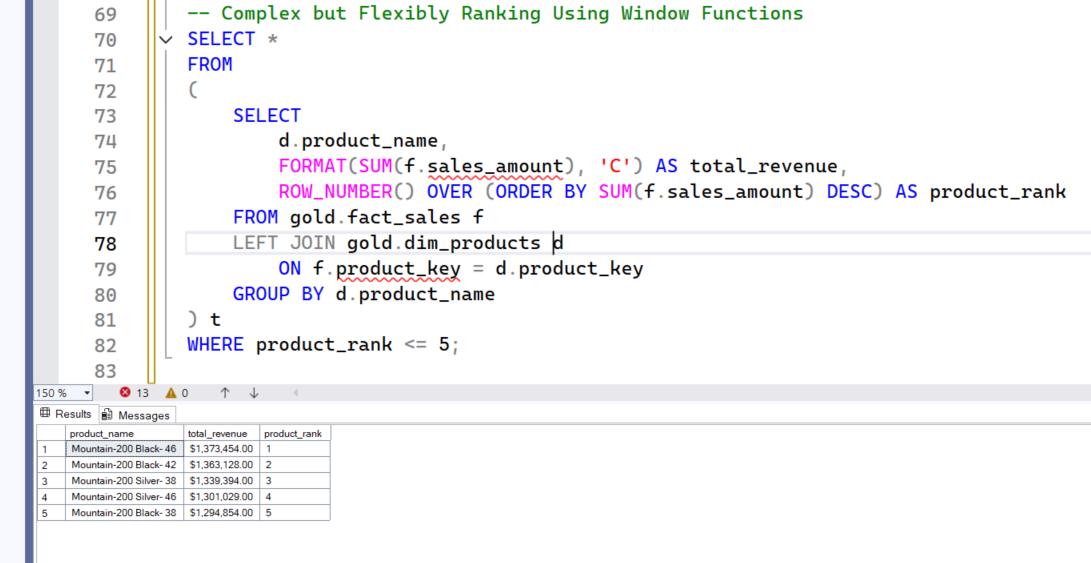 69 -- Complex but Flexibly Ranking Using Window Functions
70 SELECT *
71 FROM
72 (
73 SELECT
74 d.product_name,
75 FORMAT(SUM(f.sales_amount), 'C') AS total_revenue,
76 ROW_NUMBER() OVER (ORDER BY SUM(f.sales_amount) DESC) AS product_rank
77 FROM gold.fact_sales f
78 LEFT JOIN gold.dim_products d
79 ON f.product_key = d.product_key
80 GROUP BY d.product_name
81 ) t
82 WHERE product_rank <= 5;
83
150 % 13 0
Results Messages
product_name total_revenue product_rank
1 Mountain-200 Black- 46 $1,373,454.00 1
2 Mountain-200 Black- 42 $1,363,128.00 2
3 Mountain-200 Silver- 38 $1,339,394.00 3
4 Mountain-200 Silver- 46 $1,301,029.00 4
5 Mountain-200 Black- 38 $1,294,854.00 5